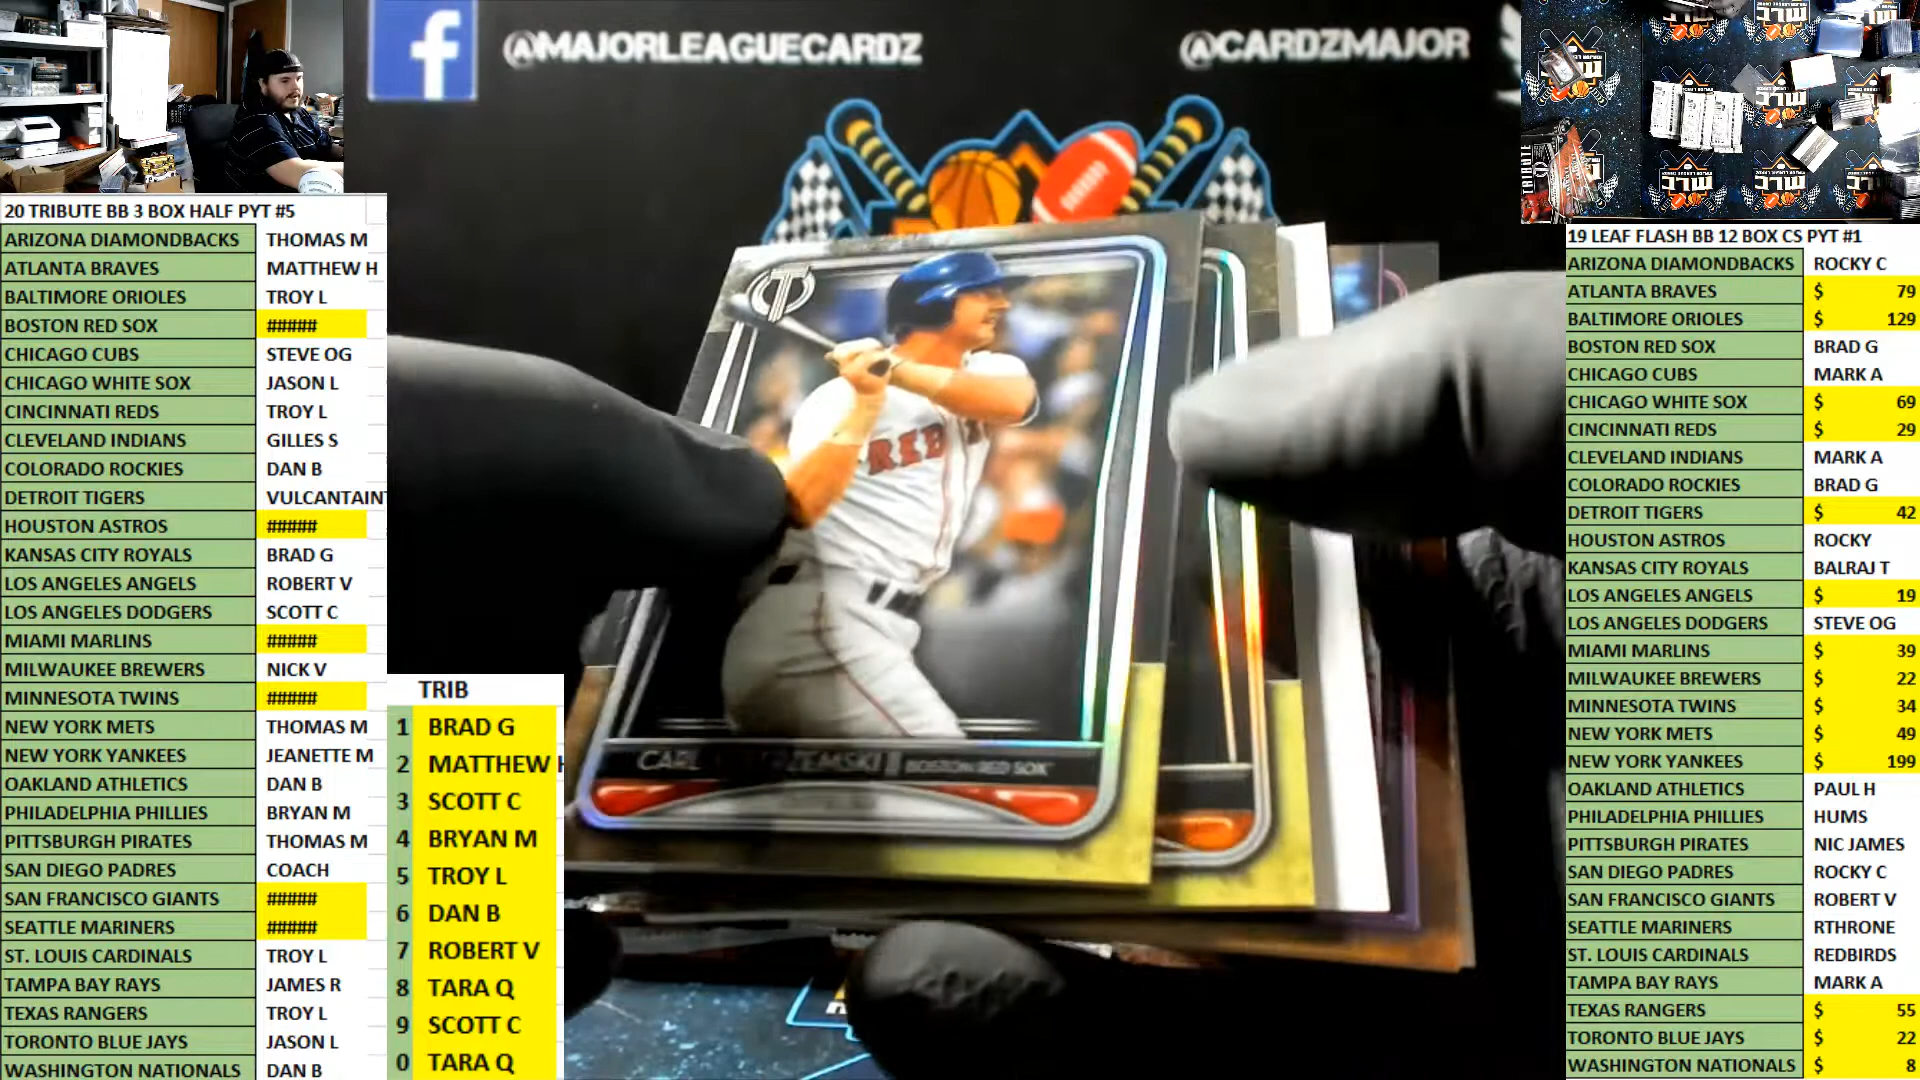 @MAJORLEAGUECARDZ
@CARDZMAJOR
20 TRIBUTE BB 3 BOX HALF PYT #5
ARIZONA DIAMONDBACKS THOMAS M
ATLANTA BRAVES MATTHEW H
BALTIMORE ORIOLES TROY L
BOSTON RED SOX #####
CHICAGO CUBS STEVE OG
CHICAGO WHITE SOX JASON L
CINCINNATI REDS TROY L
CLEVELAND INDIANS GILLES S
COLORADO ROCKIES DAN B
DETROIT TIGERS VULCANTAIN
HOUSTON ASTROS #####
KANSAS CITY ROYALS BRAD G
LOS ANGELES ANGELS ROBERT V
LOS ANGELES DODGERS SCOTT C
MIAMI MARLINS #####
MILWAUKEE BREWERS NICK V
MINNESOTA TWINS #####
NEW YORK METS THOMAS M
NEW YORK YANKEES JEANETTE M
OAKLAND ATHLETICS DAN B
PHILADELPHIA PHILLIES BRYAN M
PITTSBURGH PIRATES THOMAS M
SAN DIEGO PADRES COACH
SAN FRANCISCO GIANTS #####
SEATTLE MARINERS #####
ST. LOUIS CARDINALS TROY L
TAMPA BAY RAYS JAMES R
TEXAS RANGERS TROY L
TORONTO BLUE JAYS JASON L
WASHINGTON NATIONALS DAN B
TRIB
1 BRAD G
2 MATTHEW H
3 SCOTT C
4 BRYAN M
5 TROY L
6 DAN B
7 ROBERT V
8 TARA Q
9 SCOTT C
0 TARA Q
RED
CARL BOSTON RED SOX
19 LEAF FLASH BB 12 BOX CS PYT #1
ARIZONA DIAMONDBACKS ROCKY C
ATLANTA BRAVES $ 79
BALTIMORE ORIOLES $ 129
BOSTON RED SOX BRAD G
CHICAGO CUBS MARK A
CHICAGO WHITE SOX $ 69
CINCINNATI REDS $ 29
CLEVELAND INDIANS MARK A
COLORADO ROCKIES BRAD G
DETROIT TIGERS $ 42
HOUSTON ASTROS ROCKY
KANSAS CITY ROYALS BALRAJ T
LOS ANGELES ANGELS $ 19
LOS ANGELES DODGERS STEVE OG
MIAMI MARLINS $ 39
MILWAUKEE BREWERS $ 22
MINNESOTA TWINS $ 34
NEW YORK METS $ 49
NEW YORK YANKEES $ 199
OAKLAND ATHLETICS PAUL H
PHILADELPHIA PHILLIES HUMS
PITTSBURGH PIRATES NIC JAMES
SAN DIEGO PADRES ROCKY C
SAN FRANCISCO GIANTS ROBERT V
SEATTLE MARINERS RTHRONE
ST. LOUIS CARDINALS REDBIRDS
TAMPA BAY RAYS MARK A
TEXAS RANGERS $ 55
TORONTO BLUE JAYS $ 22
WASHINGTON NATIONALS $ 8